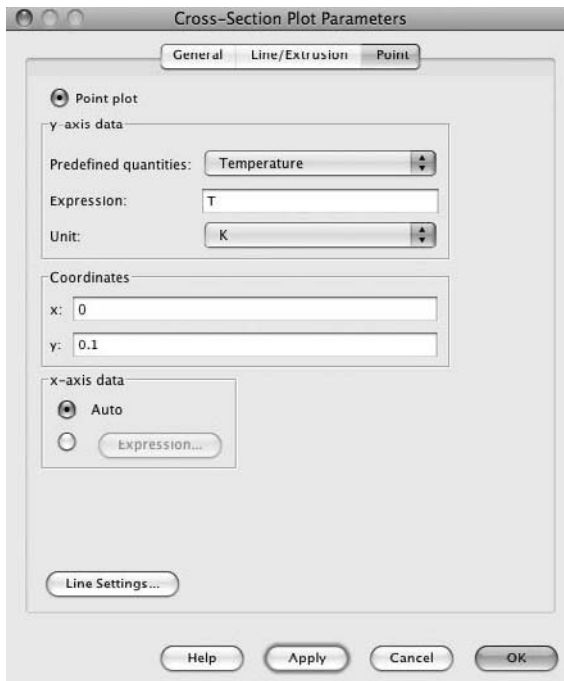 Cross-Section Plot Parameters
General Line/Extrusion Point
Point plot
y-axis data
Predefined quantities: Temperature
Expression: T
Unit: K
Coordinates
x: 0
y: 0.1
x-axis data
Auto
Expression...
Line Settings...
Help Apply Cancel OK